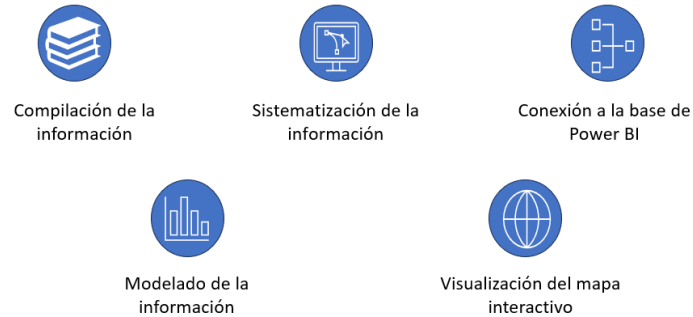 Compilación de la
información
Sistematización de la
información
Conexión a la base de
Power BI
Modelado de la
información
Visualización del mapa
interactivo